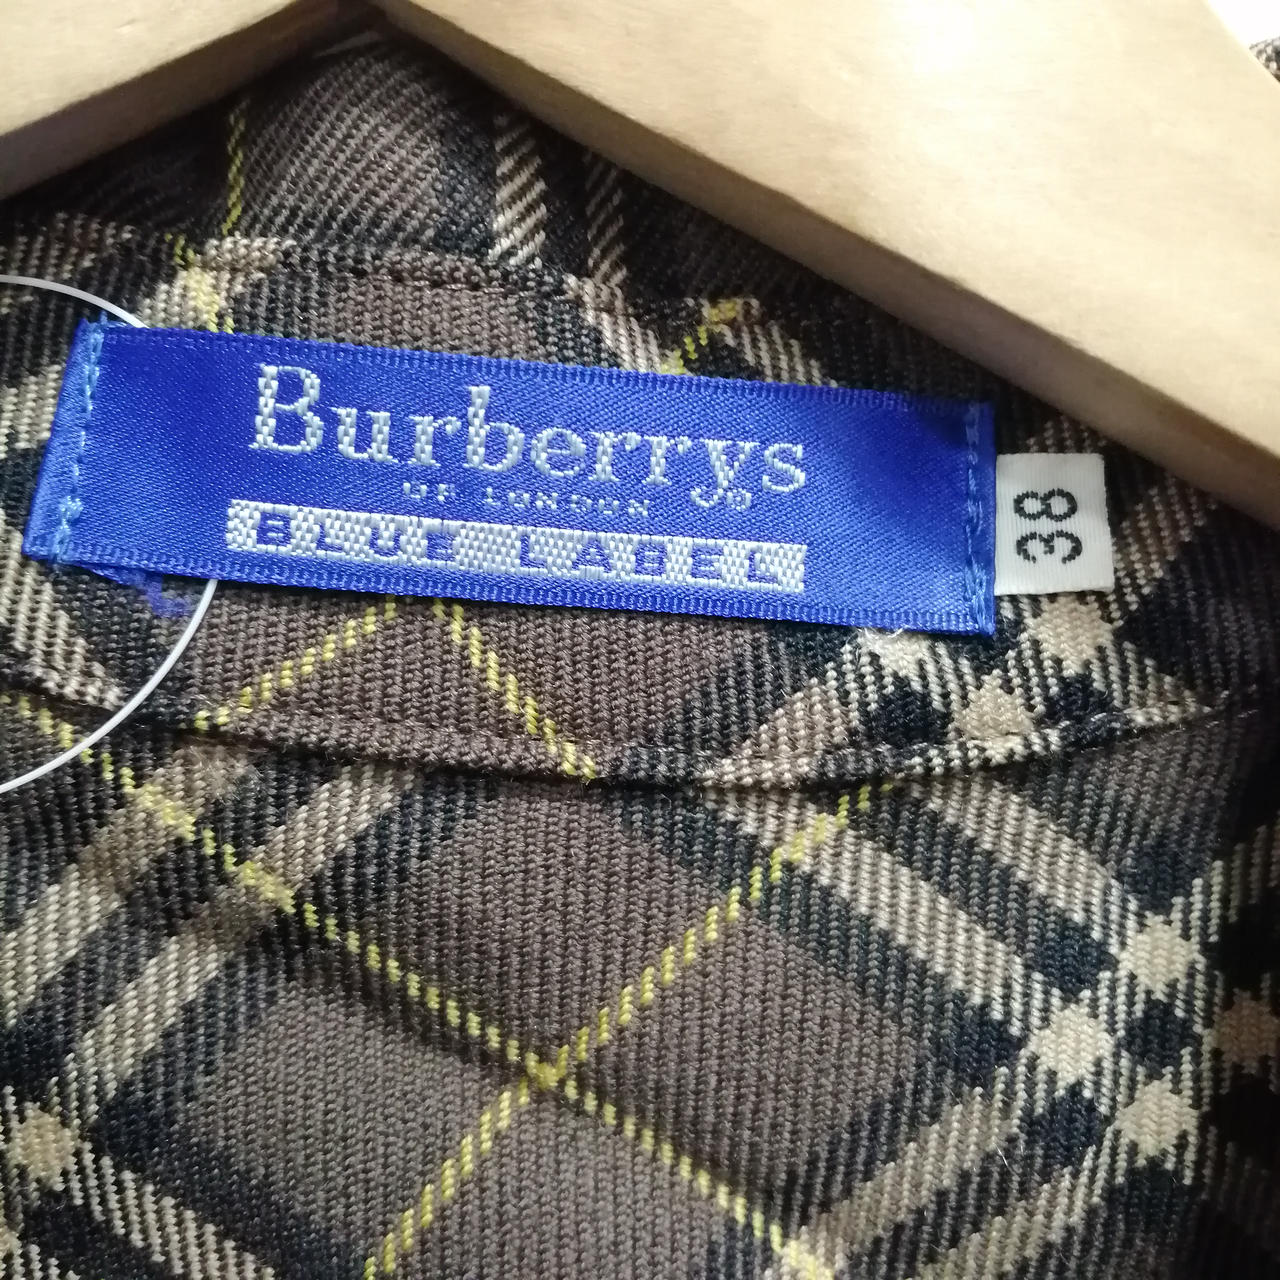 Burberrys®
OF LONDON
BLUE LABEL
38